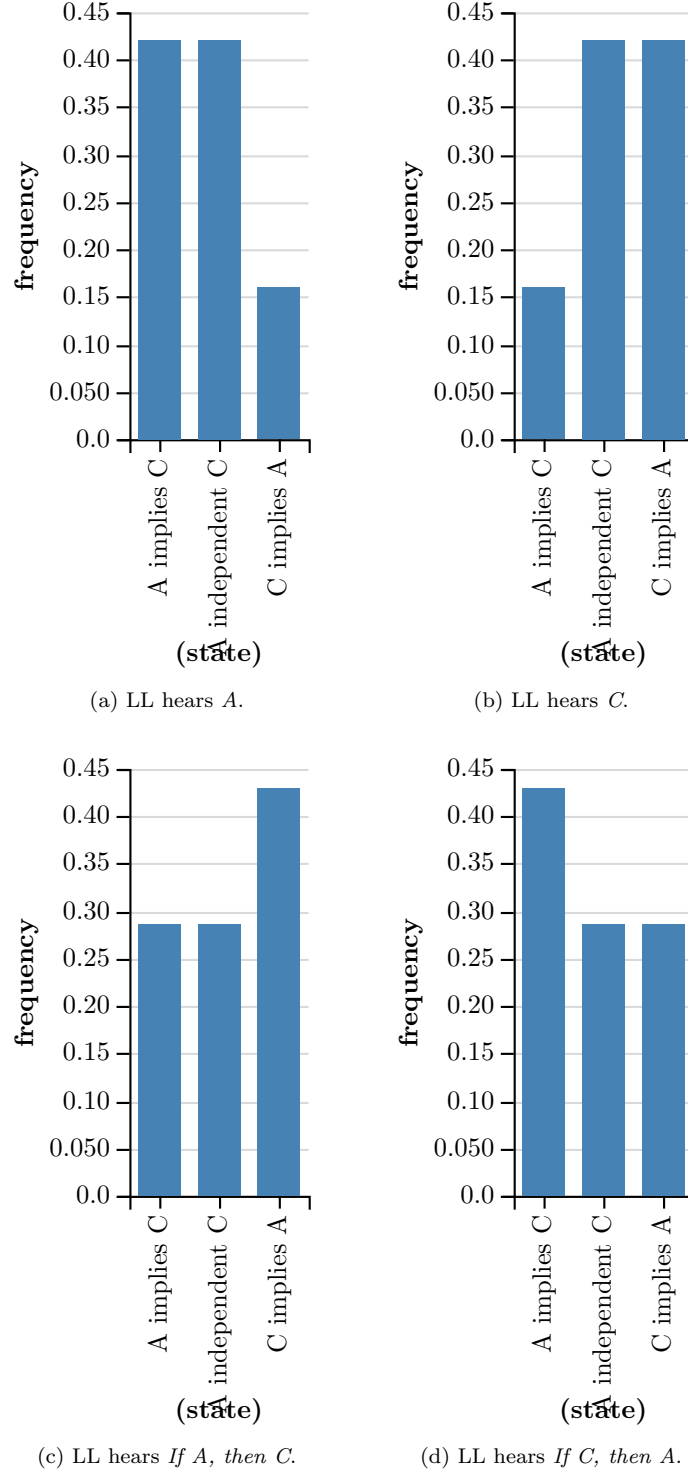 0.45
0.40
0.35
0.30
0.25
0.20
0.15
0.10
0.050
0.0
frequency
A implies C
A independent C
C implies A
(state)
(a) LL hears A.
0.45
0.40
0.35
0.30
0.25
0.20
0.15
0.10
0.050
0.0
frequency
A implies C
A independent C
C implies A
(state)
(b) LL hears C.
0.45
0.40
0.35
0.30
0.25
0.20
0.15
0.10
0.050
0.0
frequency
A implies C
A independent C
C implies A
(state)
(c) LL hears If A, then C.
0.45
0.40
0.35
0.30
0.25
0.20
0.15
0.10
0.050
0.0
frequency
A implies C
A independent C
C implies A
(state)
(d) LL hears If C, then A.